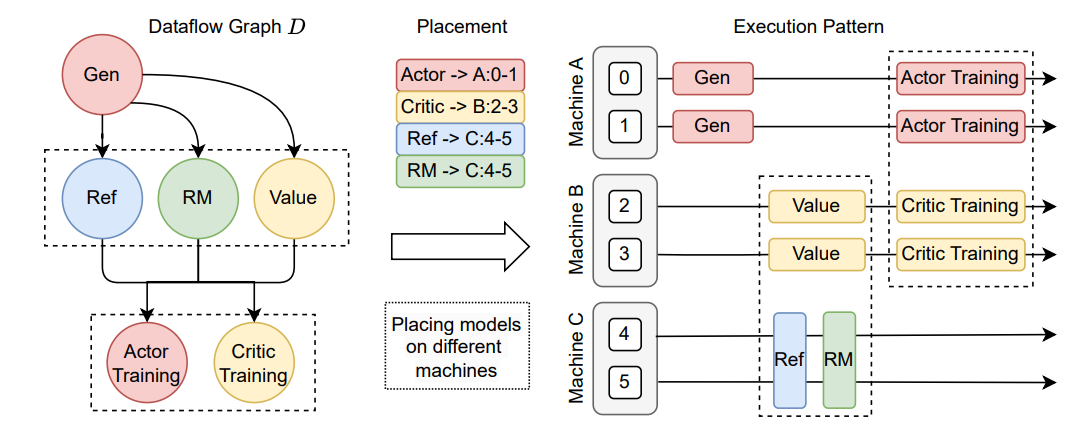 Dataflow Graph D
Gen
Ref
RM
Value
Actor
Training
Critic
Training
Placement
Actor -> A:0-1
Critic -> B:2-3
Ref -> C:4-5
RM -> C:4-5
Placing models
on different
machines
Execution Pattern
Machine A
0
Gen
Actor Training
1
Gen
Actor Training
Machine B
2
Value
Critic Training
3
Value
Critic Training
Machine C
4
5
Ref
RM